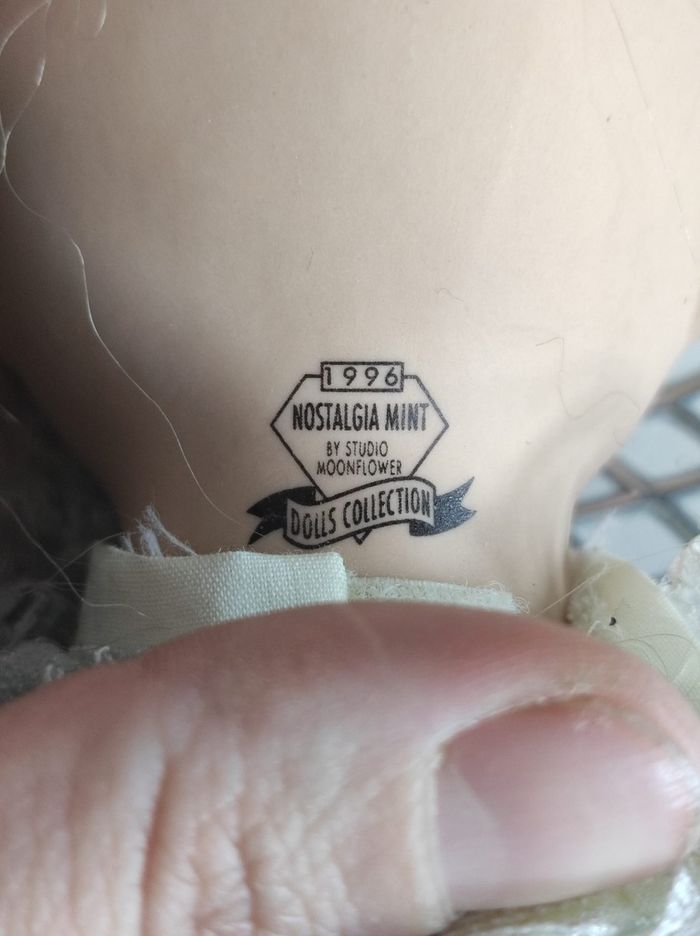 1996
NOSTALGIA MINT
BY STUDIO
MOONFLOWER
DOLLS COLLECTION